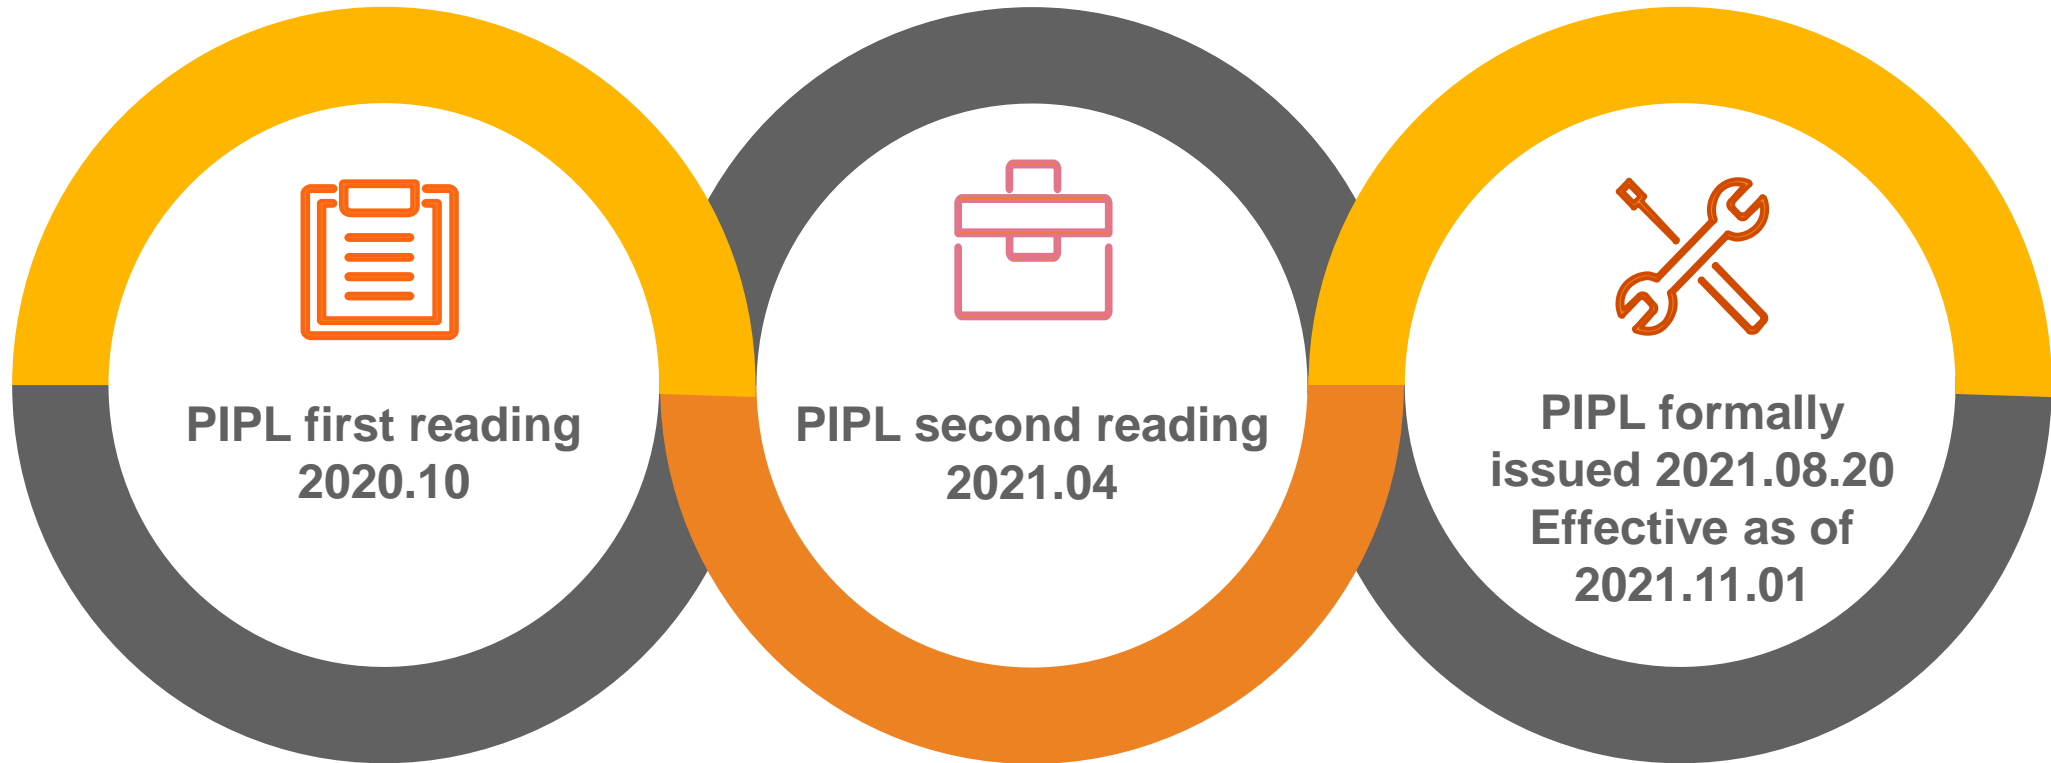 PIPL first reading
2020.10
PIPL second reading
2021.04
PIPL formally
issued 2021.08.20
Effective as of
2021.11.01